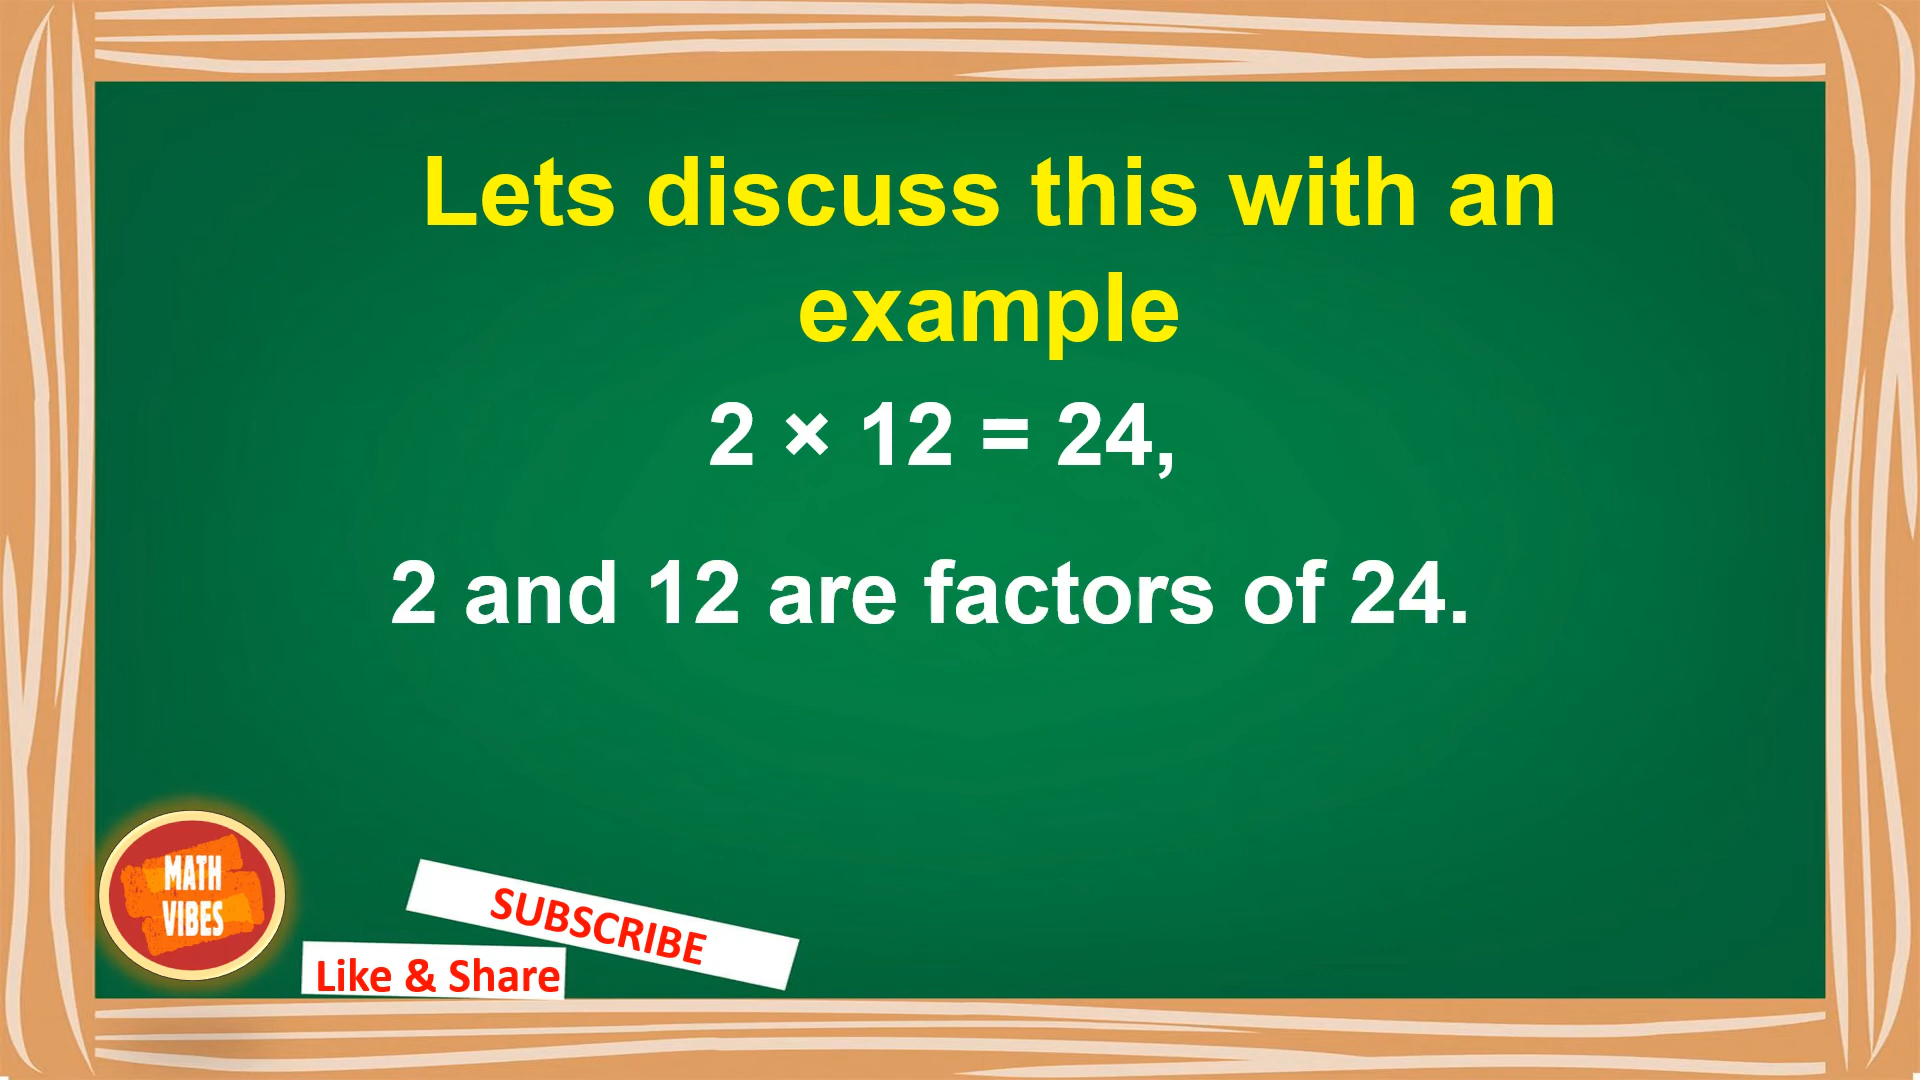 Lets discuss this with an
example
2 × 12 = 24,
2 and 12 are factors of 24.
MATH
VIBES
SUBSCRIBE
Like & Share